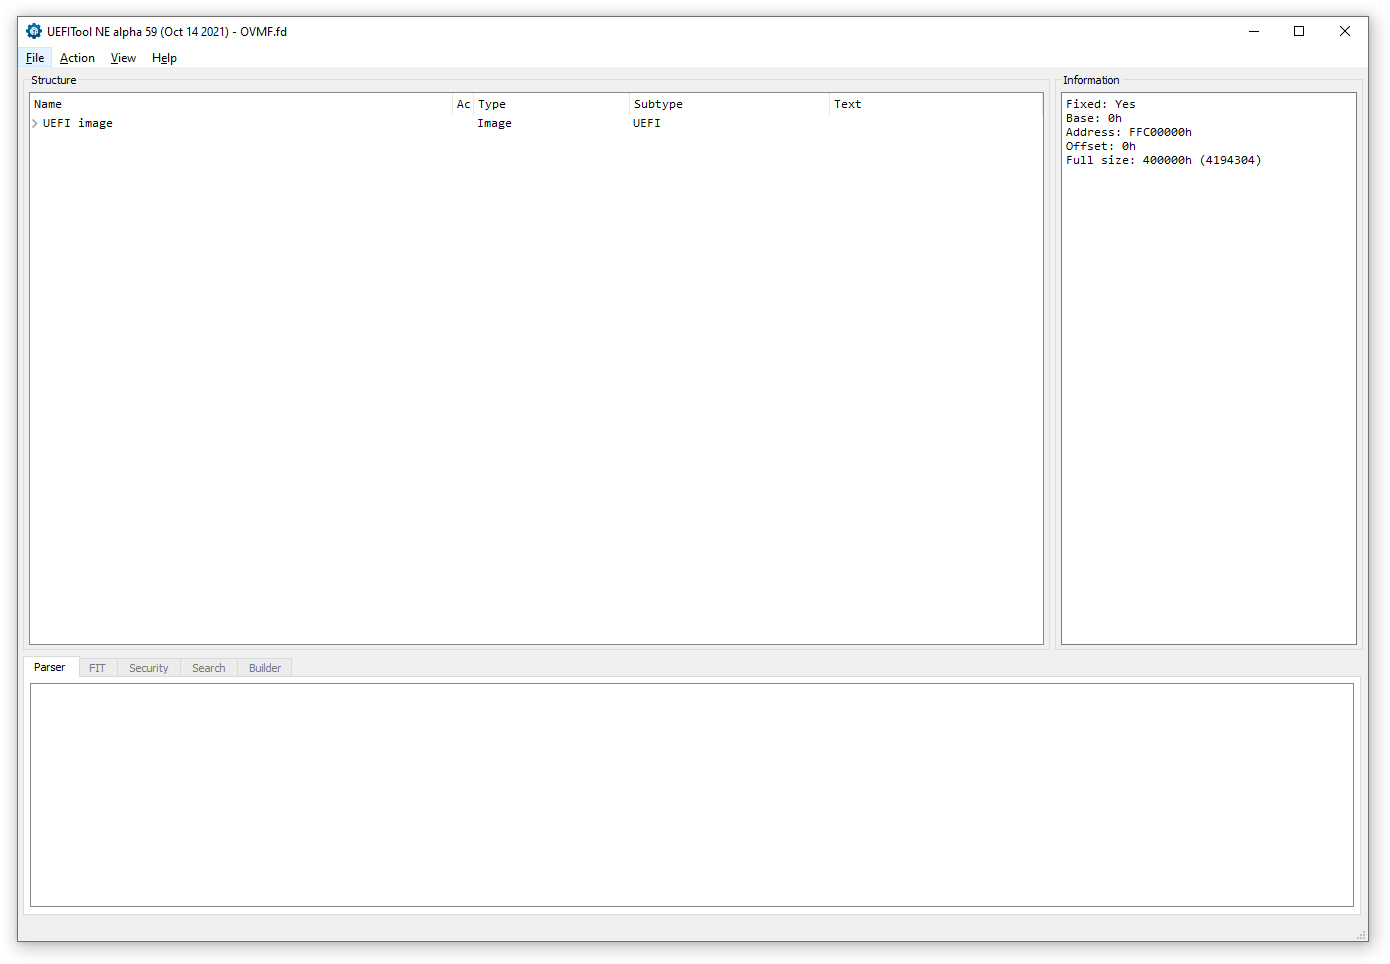 UEFITool NE alpha 59 (Oct 14 2021) - OVMF.fd
File Action View Help
Structure
Name Ac Type Subtype Text
UEFI image Image UEFI
Information
Fixed: Yes
Base: 0h
Address: FFC00000h
Offset: 0h
Full size: 400000h (4194304)
Parser FIT Security Search Builder